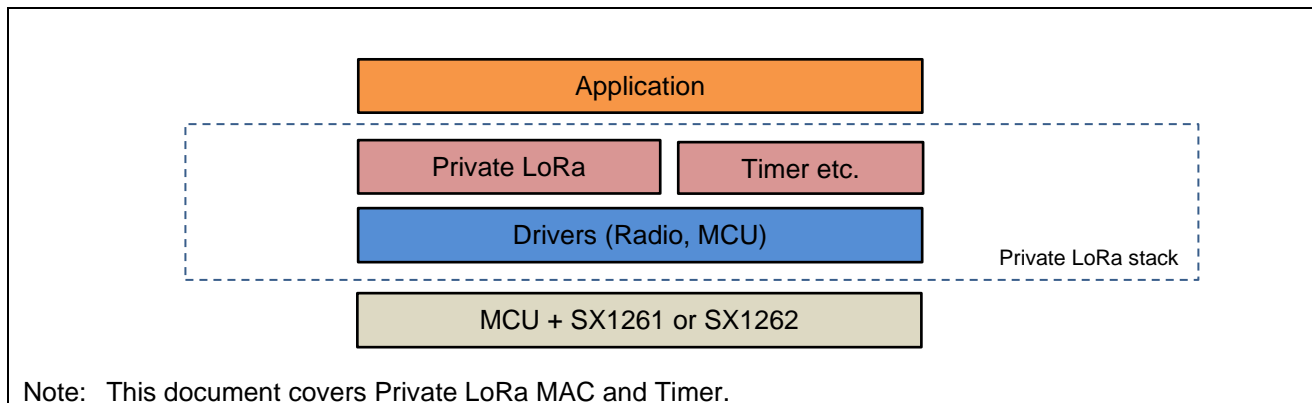 Application
Private LoRa
Timer etc.
Drivers (Radio, MCU)
Private LoRa stack
MCU + SX1261 or SX1262
Note: This document covers Private LoRa MAC and Timer.